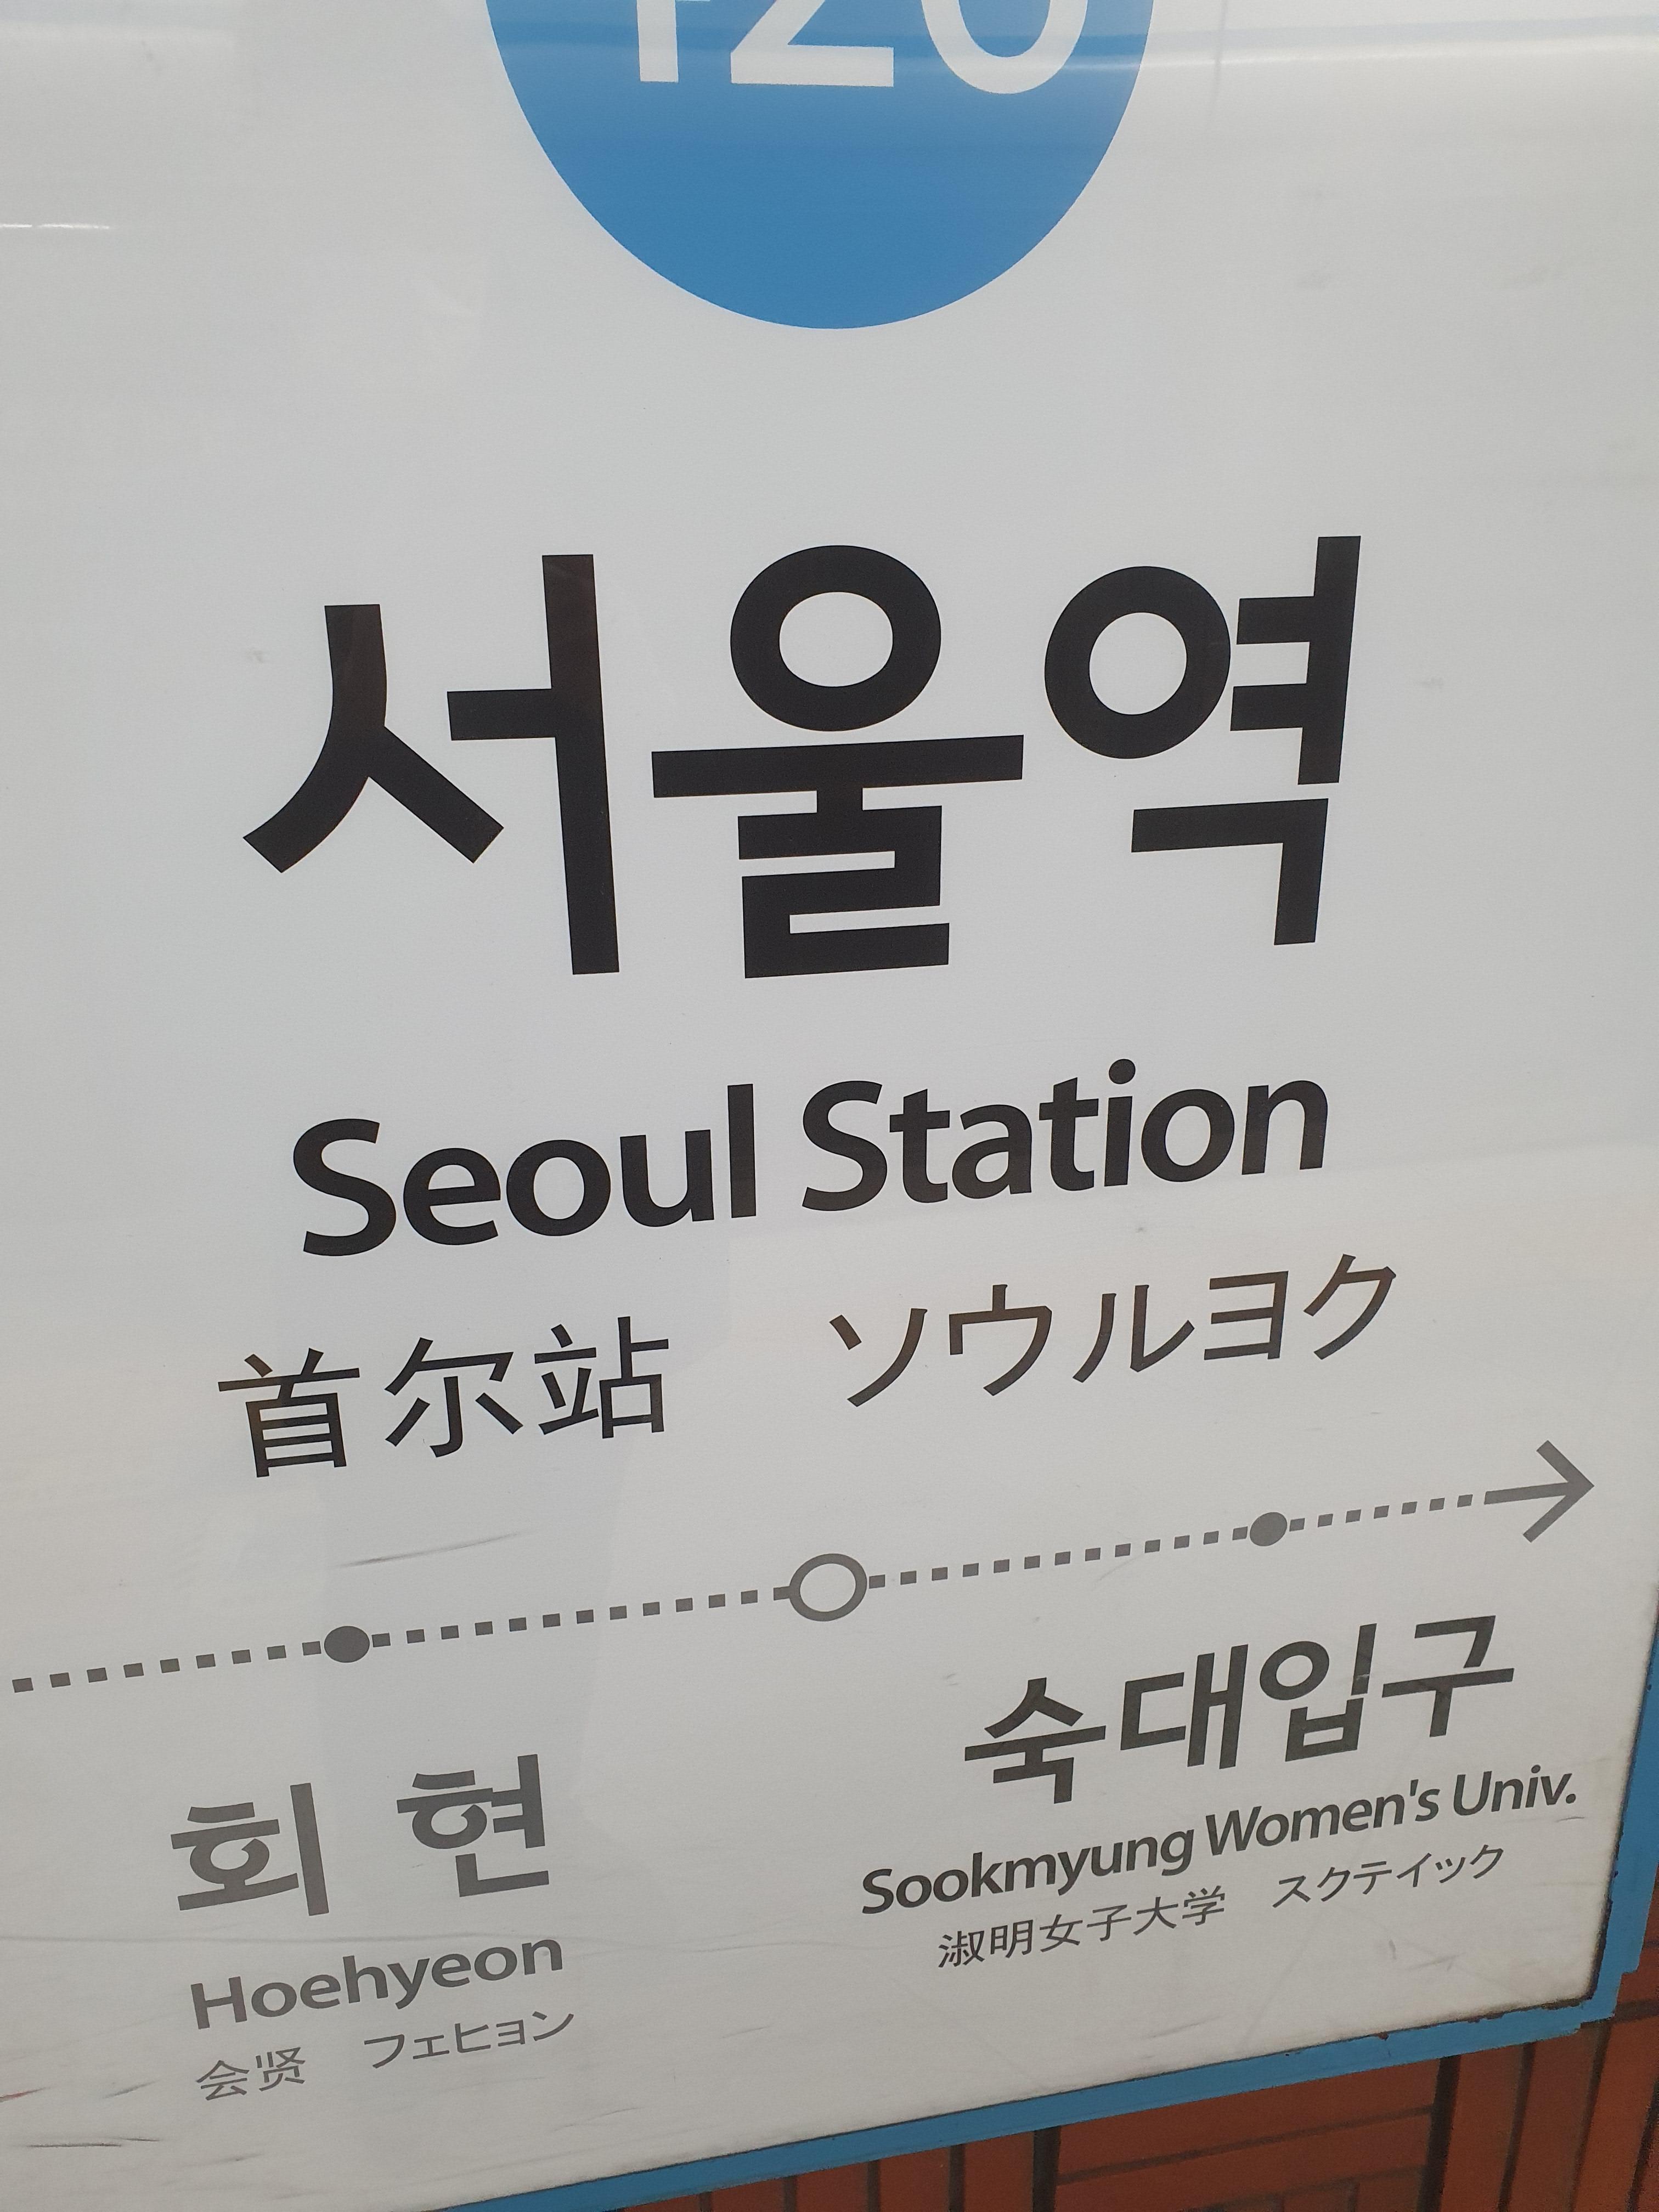 서울역
Seoul Station
首尔站 ソウルヨク
회현
Hoehyeon
会贤 フェヒョン
숙대입구
Sookmyung Women's Univ.
淑明女子大学 スクテイック